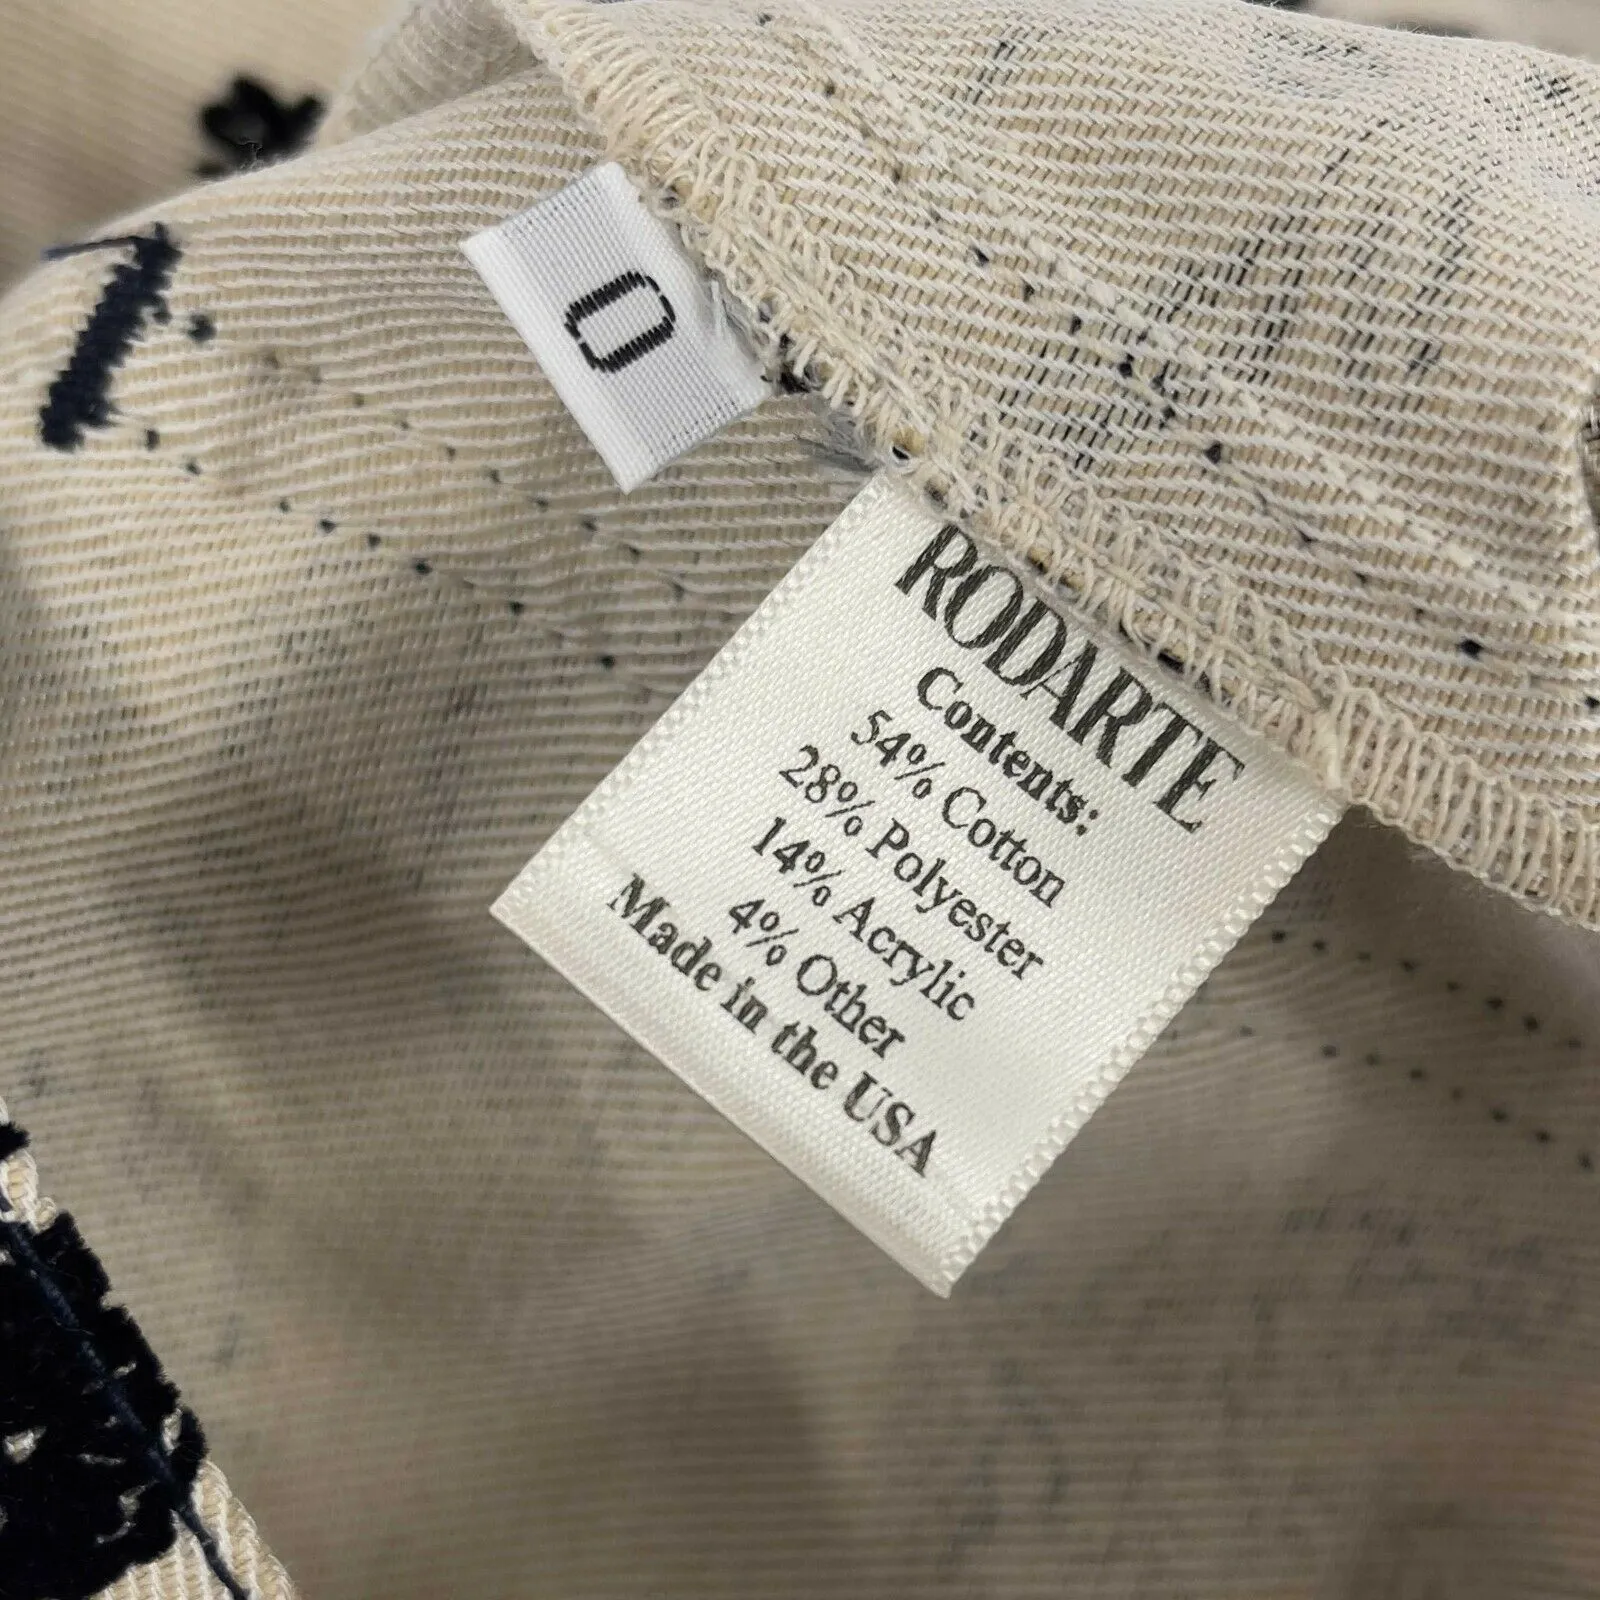 0
RODARTE
Contents:
54% Cotton
28% Polyester
14% Acrylic
4% Other
Made in the USA